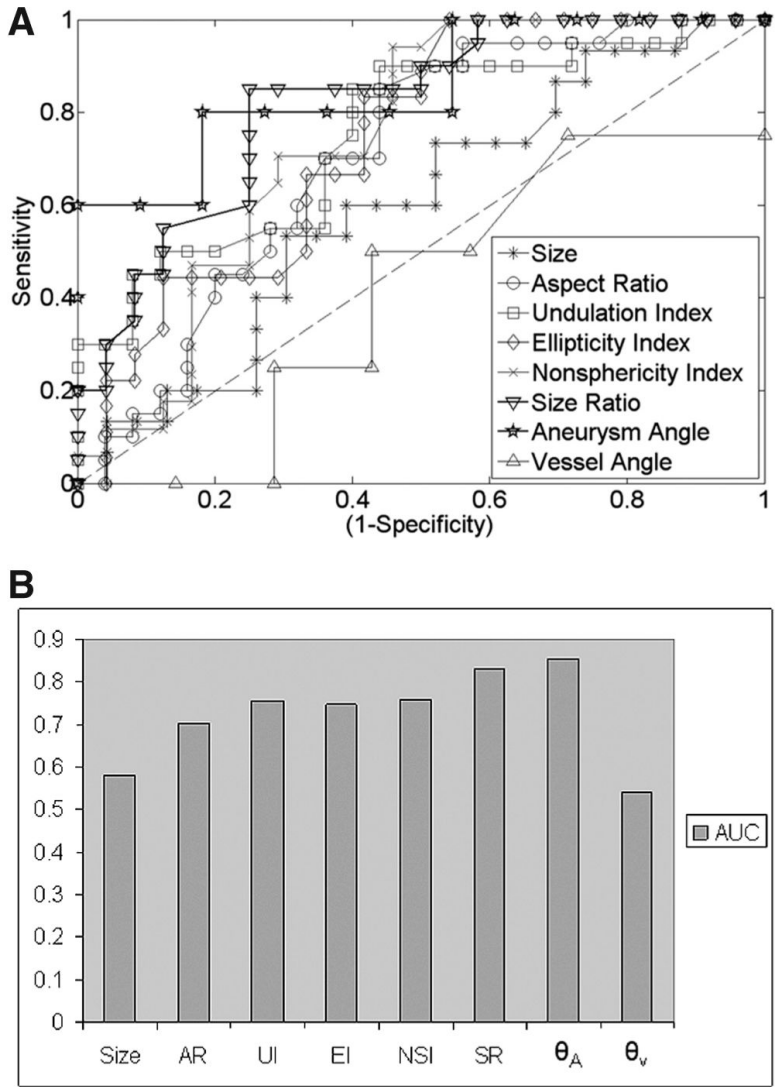 A
1
0.8
0.6
0.4
0.2
0
Sensitivity
Size
Aspect Ratio
Undulation Index
Ellipticity Index
Nonsphericity Index
Size Ratio
Aneurysm Angle
Vessel Angle
0 0.2 0.4 0.6 0.8 1
(1-Specificity)
B
0.9
0.8
0.7
0.6
0.5
0.4
0.3
0.2
0.1
0
AUC
Size AR UI EI NSI SR θA θv